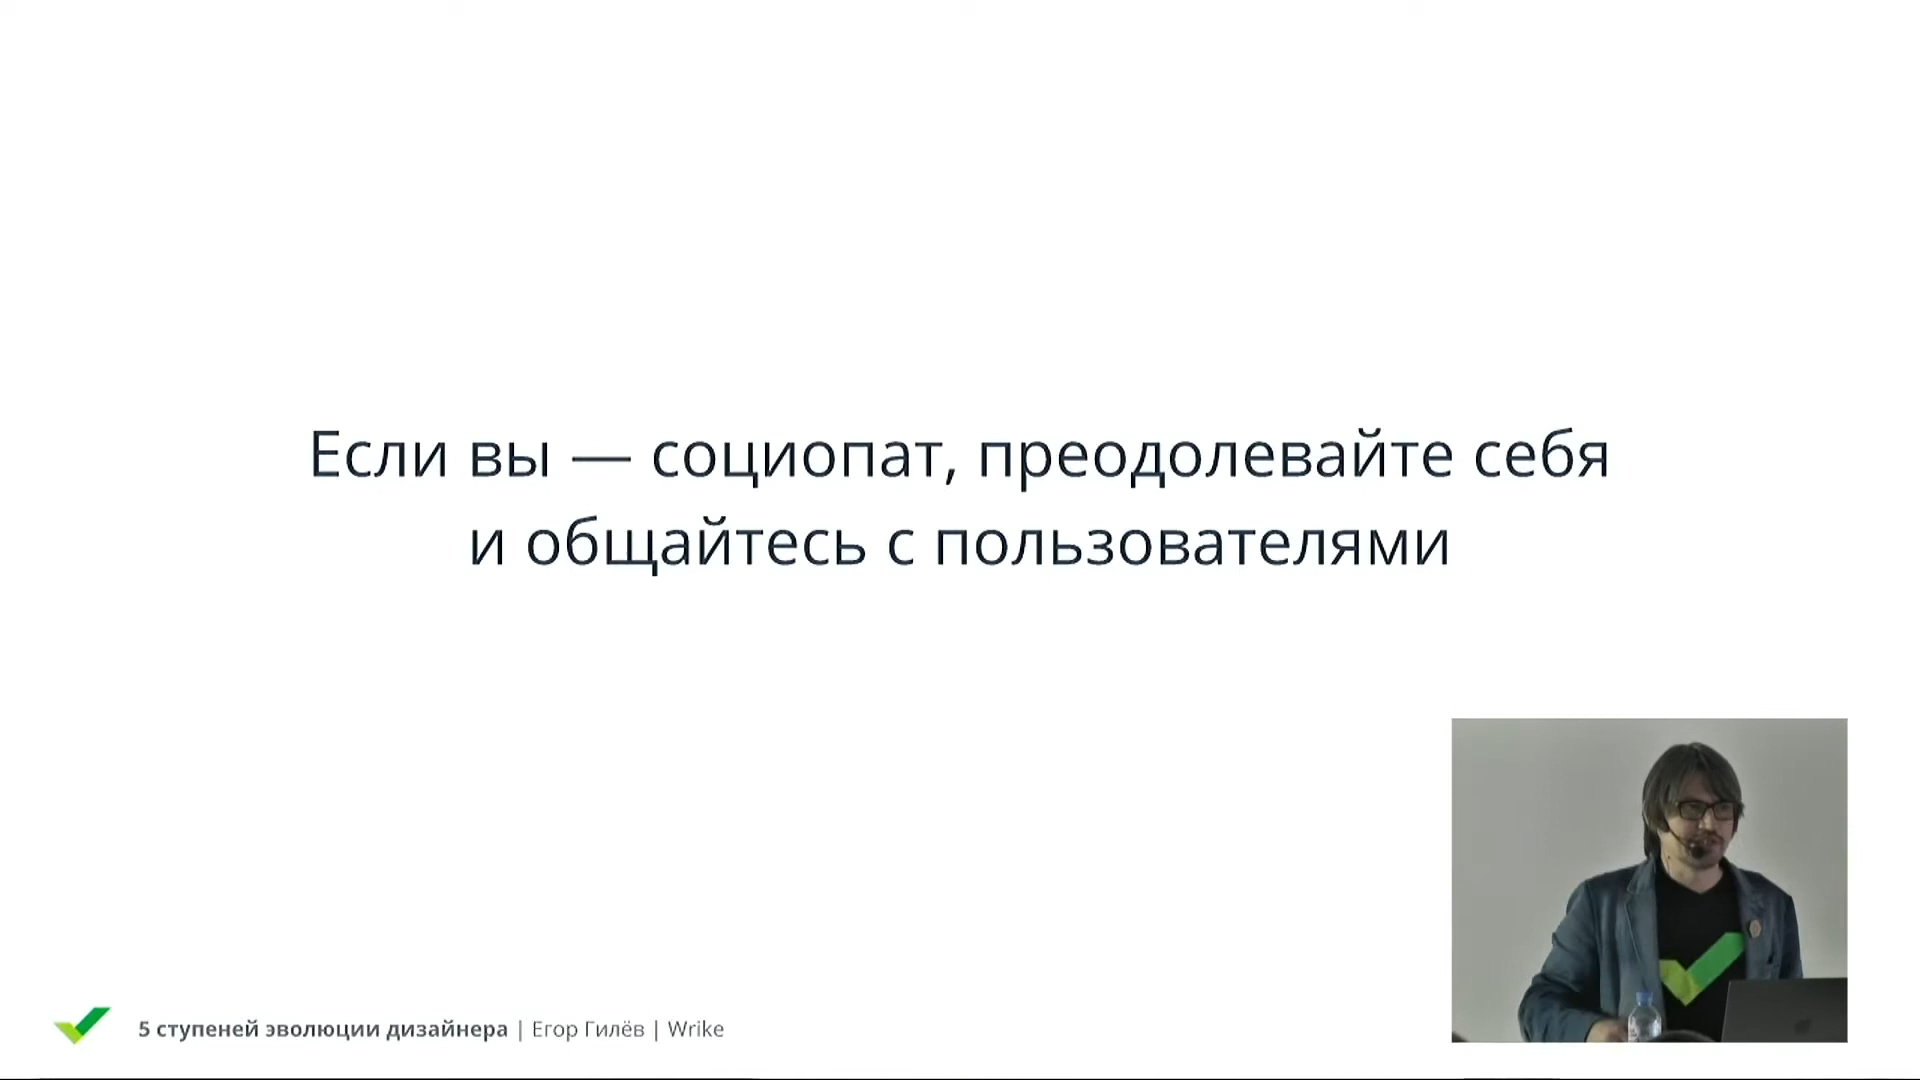 Если вы — социопат, преодолевайте себя
и общайтесь с пользователями
5 ступеней эволюции дизайнера | Егор Гилёв | Wrike